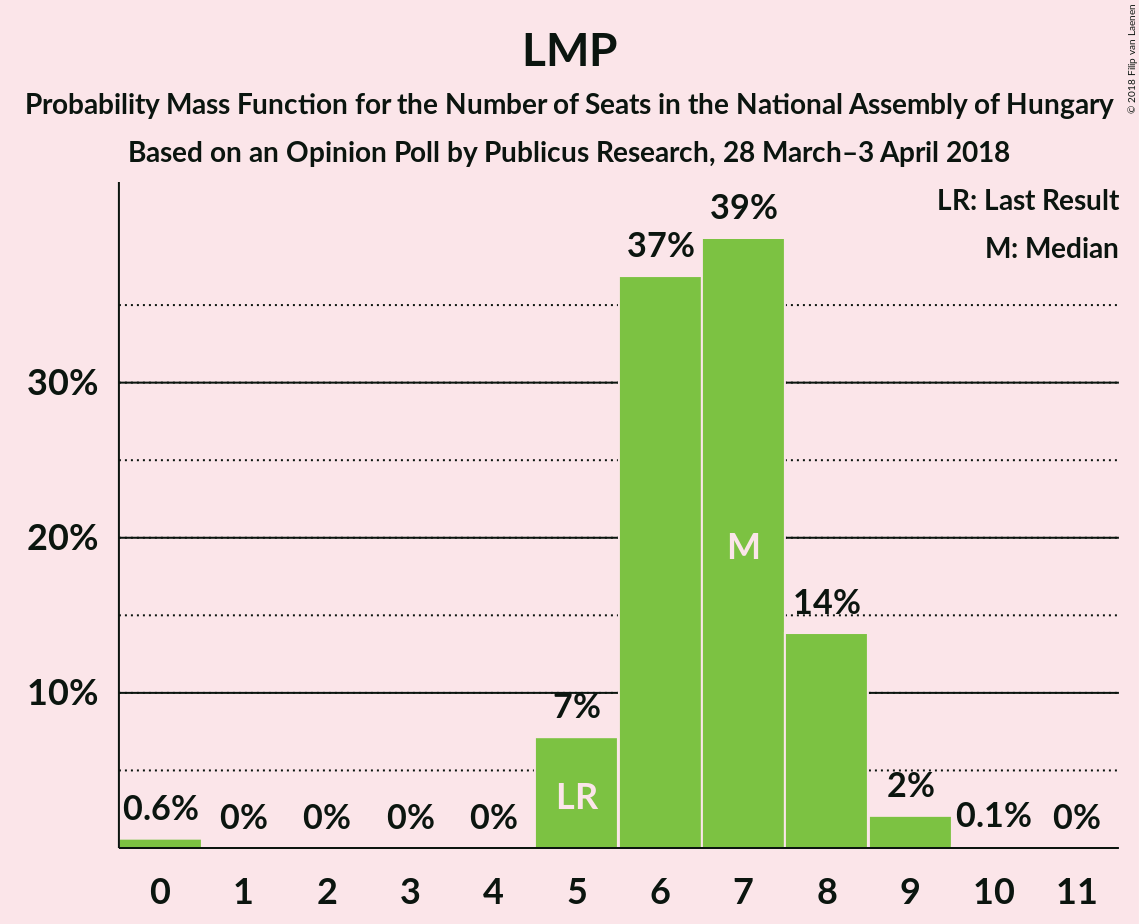 LMP
Probability Mass Function for the Number of Seats in the National Assembly of Hungary
Based on an Opinion Poll by Publicus Research, 28 March–3 April 2018
© 2018 Filip van Laenen
LR: Last Result
M: Median
39%
37%
30%
20%
M
14%
10%
7%
LR
2%
0.6% 0% 0% 0% 0% 0.1% 0%
0 1 2 3 4 5 6 7 8 9 10 11